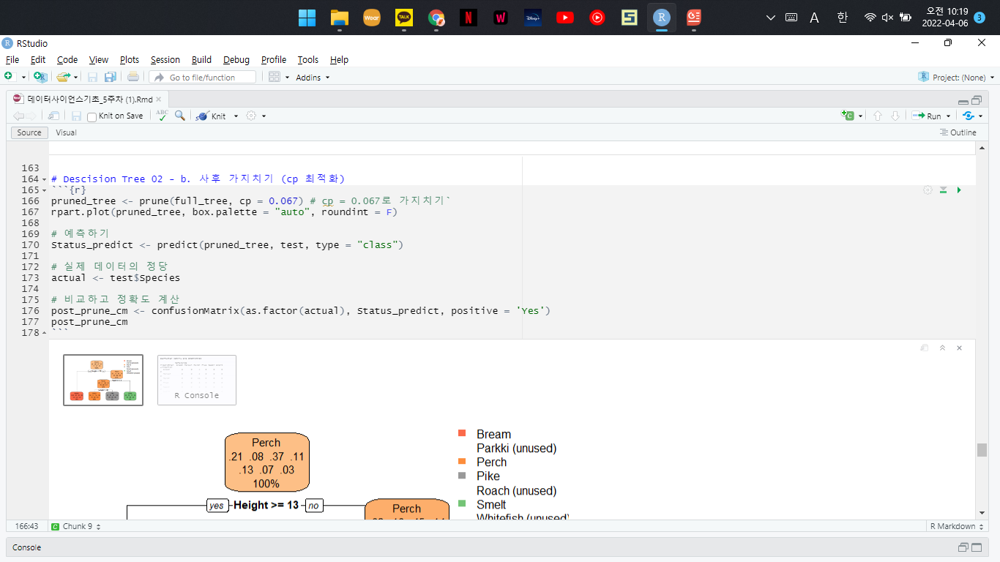 Woar
TALK
N
W
Disney+
S
R
A
한
오전 10:19
2022-04-06
3
RStudio
File Edit Code View Plots Session Build Debug Profile Tools Help
Go to file/function
Addins
Project: (None)
데이터사이언스기초_5주차 (1).Rmd
Knit on Save
ABC
Knit
Run
Source Visual
Outline
163
164 # Descision Tree 02 - b. 사후 가지치기 (cp 최적화)
165 ```{r}
166 pruned_tree <- prune(full_tree, cp = 0.067) # cp = 0.067로 가지치기`
167 rpart.plot(pruned_tree, box.palette = "auto", roundint = F)
168
169 # 예측하기
170 Status_predict <- predict(pruned_tree, test, type = "class")
171
172 # 실제 데이터의 정당
173 actual <- test$Species
174
175 # 비교하고 정확도 계산
176 post_prune_cm <- confusionMatrix(as.factor(actual), Status_predict, positive = 'Yes')
177 post_prune_cm
178 ```
R Console
Perch
.21 .08 .37 .11
.13 .07 .03
100%
yes Height >= 13 no
Perch
Bream
Parkki (unused)
Perch
Pike
Roach (unused)
Smelt
Whitefish (unused)
166:43
Chunk 9
R Markdown
Console